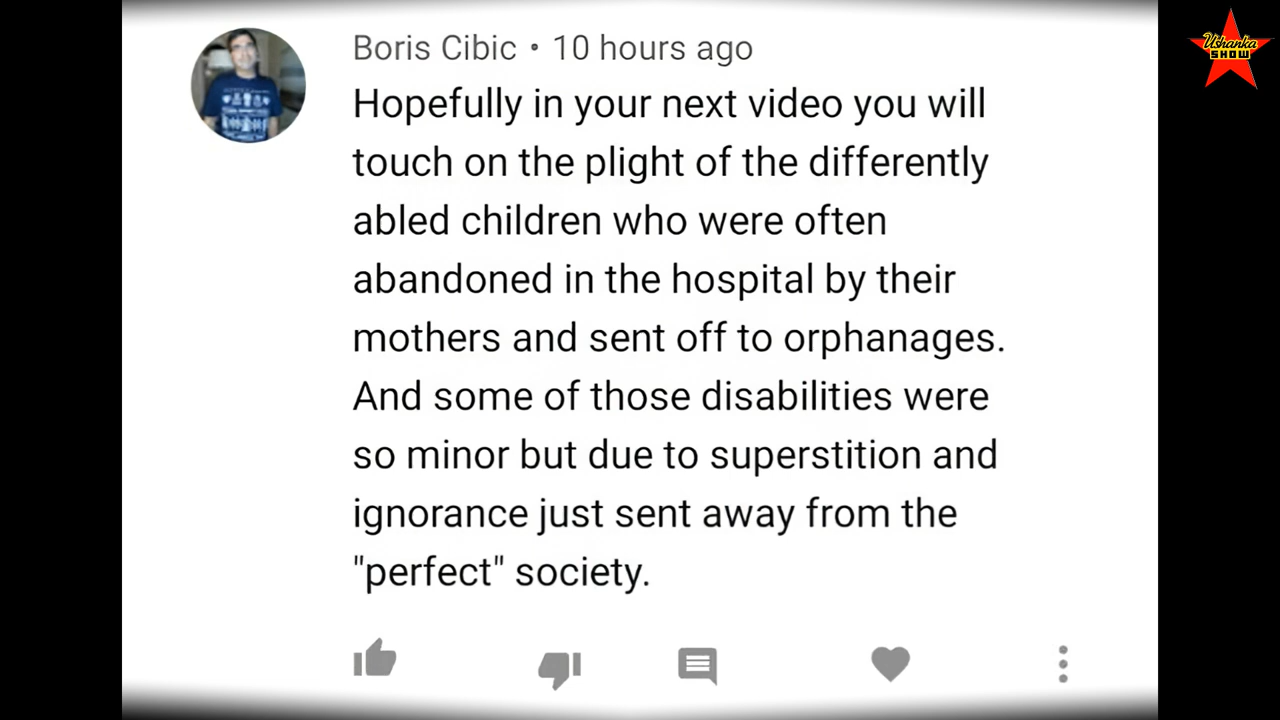 Boris Cibic • 10 hours ago
Hopefully in your next video you will
touch on the plight of the differently
abled children who were often
abandoned in the hospital by their
mothers and sent off to orphanages.
And some of those disabilities were
so minor but due to superstition and
ignorance just sent away from the
"perfect" society.
Ushanka
SHOW